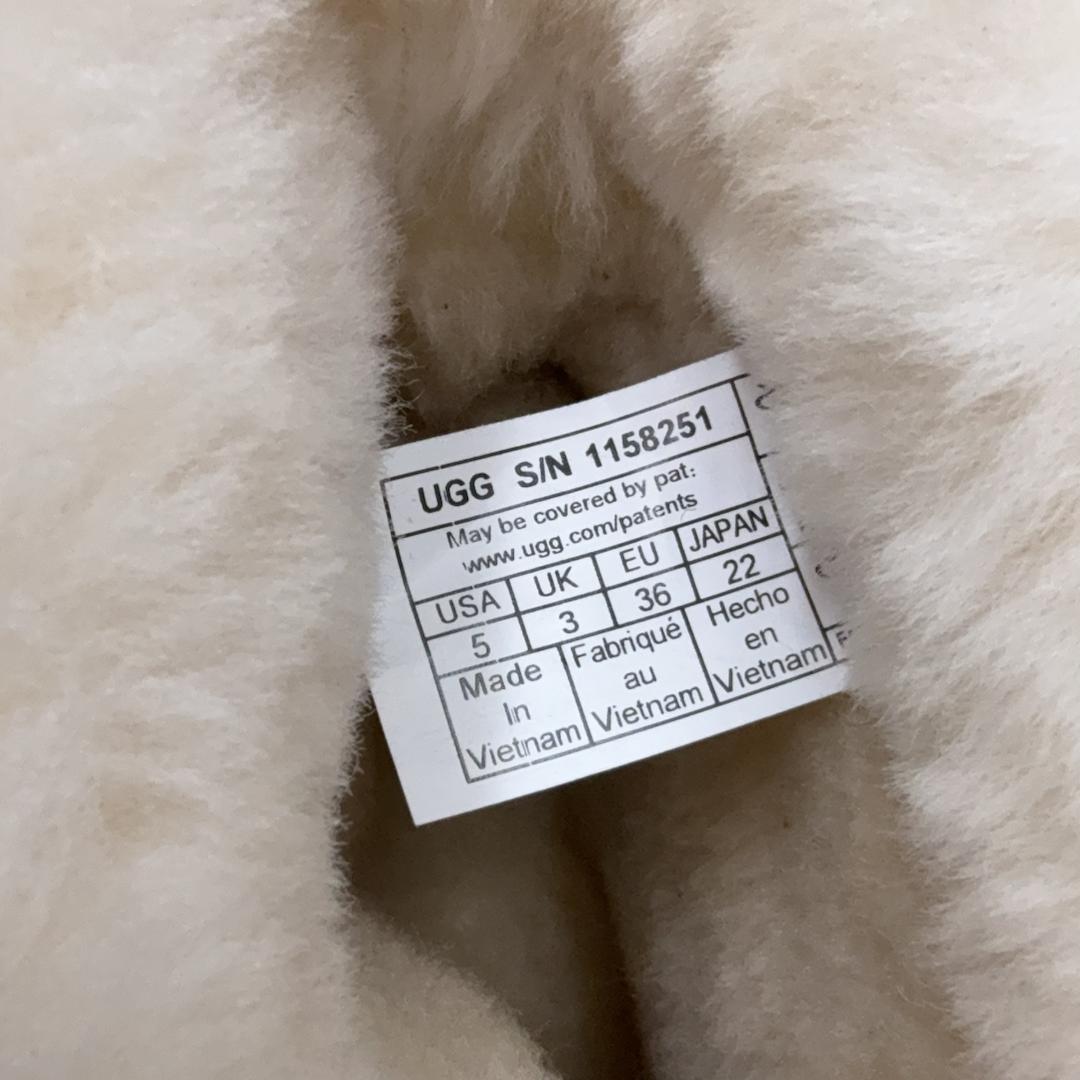 UGG S/N 1158251
May be covered by pat:
www.ugg.com/patents
USA UK EU JAPAN
5 3 36 22
Made In Vietnam
Fabriqué au Vietnam
Hecho en Vietnam